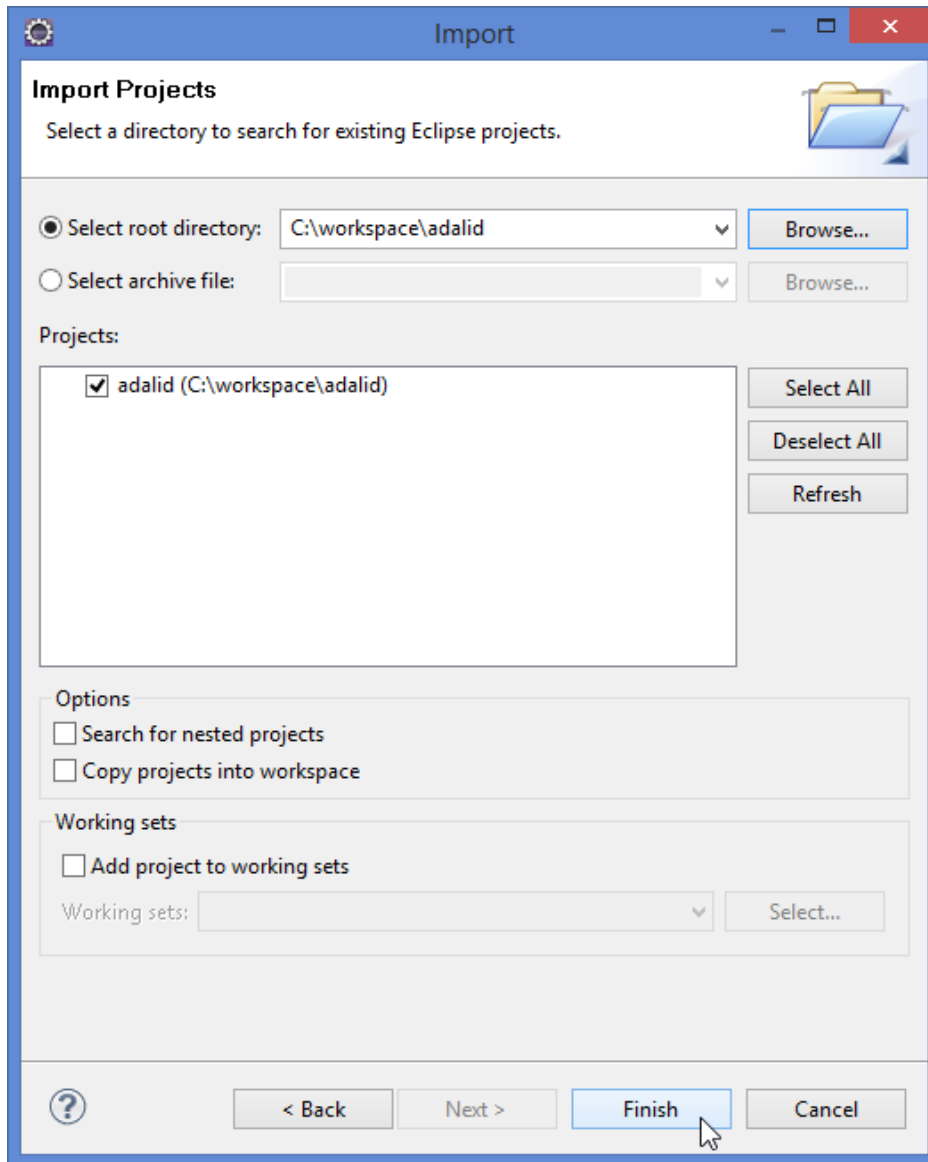 Import
Import Projects
Select a directory to search for existing Eclipse projects.
Select root directory: C:\workspace\adalid Browse...
Select archive file: Browse...
Projects:
adalid (C:\workspace\adalid)
Select All
Deselect All
Refresh
Options
Search for nested projects
Copy projects into workspace
Working sets
Add project to working sets
Working sets: Select...
? < Back Next > Finish Cancel